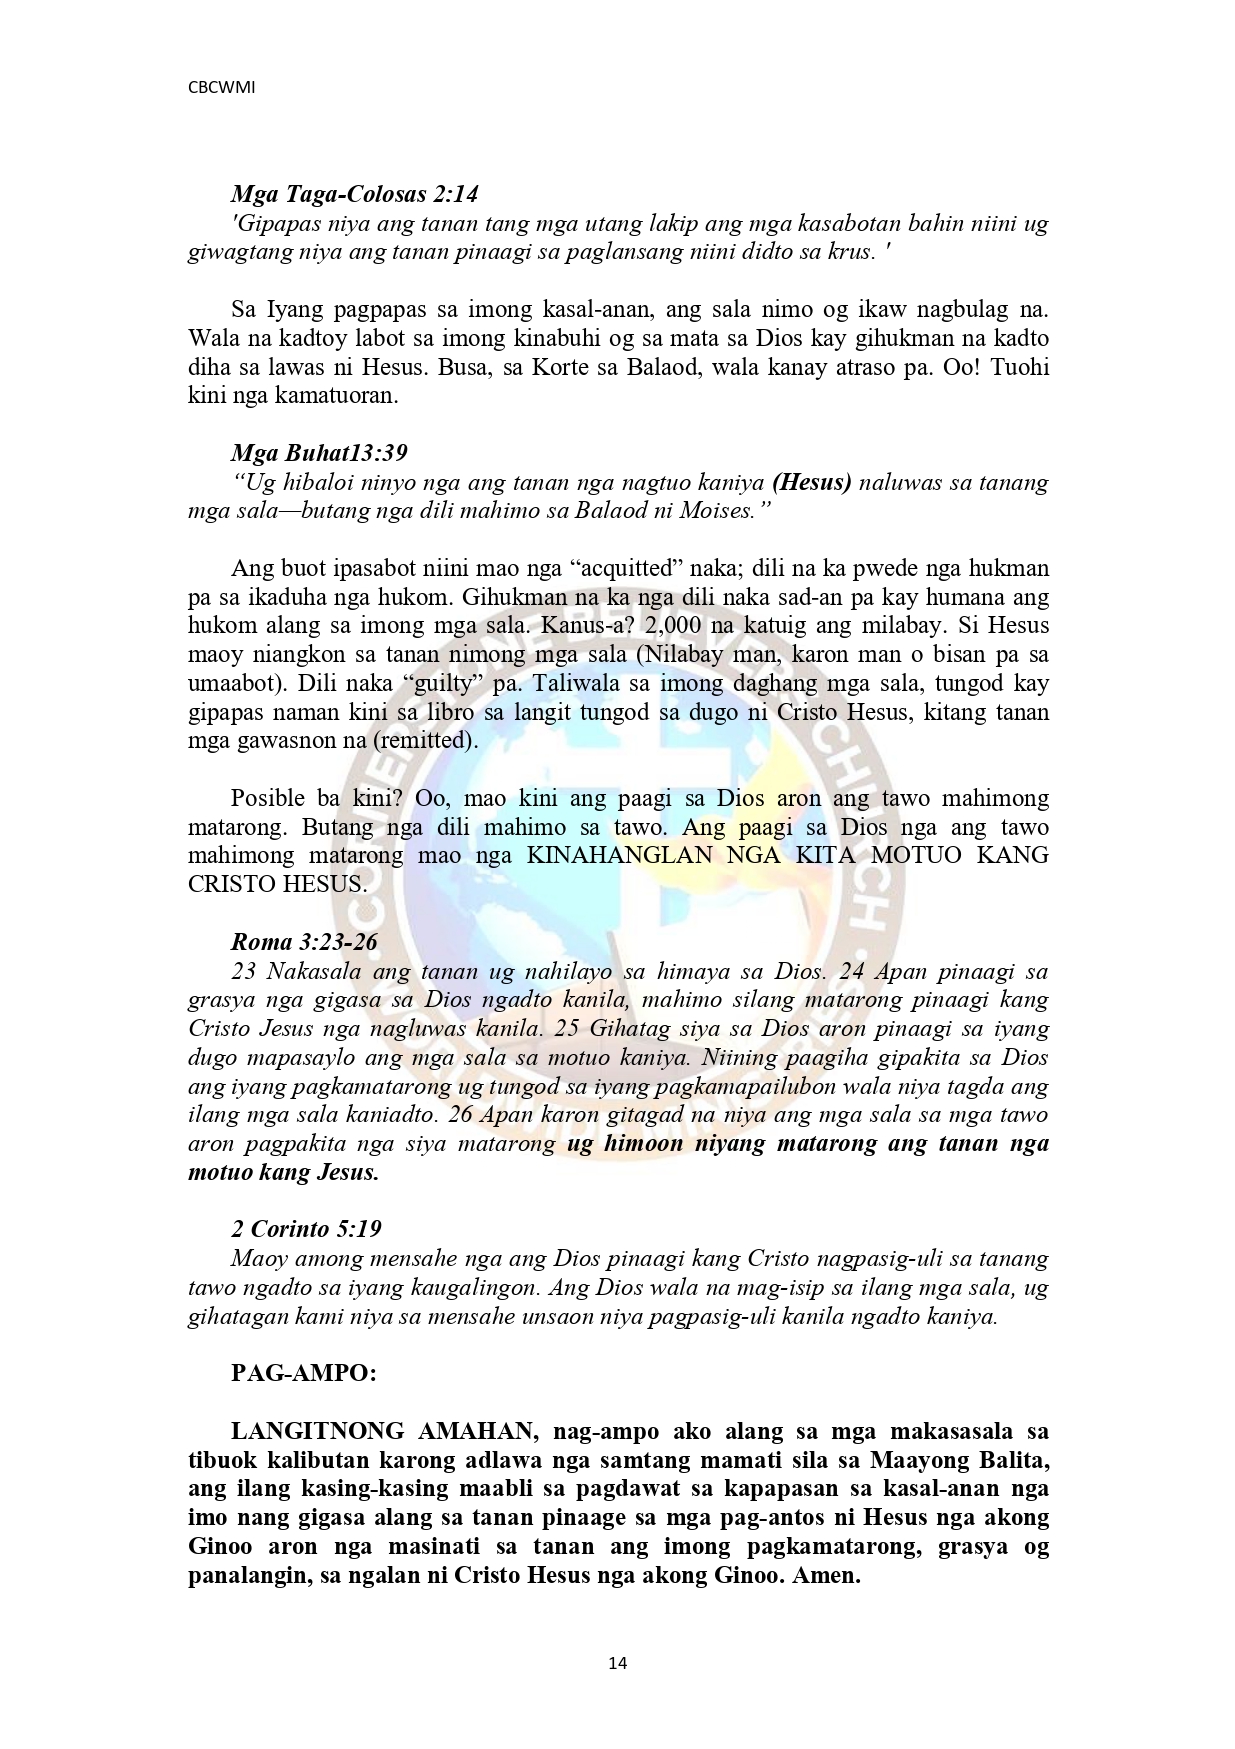 CBCWMI
Mga Taga-Colosas 2:14
'Gipapas niya ang tanan tang mga utang lakip ang mga kasabotan bahin niini ug
giwagtang niya ang tanan pinaagi sa paglansang niini didto sa krus. '
Sa Iyang pagpapas sa imong kasal-anan, ang sala nimo og ikaw nagbulag na.
Wala na kadtoy labot sa imong kinabuhi og sa mata sa Dios kay gihukman na kadto
diha sa lawas ni Hesus. Busa, sa Korte sa Balaod, wala kanay atraso pa. Oo! Tuohi
kini nga kamatuoran.
Mga Buhat13:39
“Ug hibaloi ninyo nga ang tanan nga nagtuo kaniya (Hesus) naluwas sa tanang
mga sala—butang nga dili mahimo sa Balaod ni Moises.”
Ang buot ipasabot niini mao nga “acquitted” naka; dili na ka pwede nga hukman
pa sa ikaduha nga hukom. Gihukman na ka nga dili naka sad-an pa kay humana ang
hukom alang sa imong mga sala. Kanus-a? 2,000 na katuig ang milabay. Si Hesus
maoy niangkon sa tanan nimong mga sala (Nilabay man, karon man o bisan pa sa
umaabot). Dili naka “guilty” pa. Taliwala sa imong daghang mga sala, tungod kay
gipapas naman kini sa libro sa langit tungod sa dugo ni Cristo Hesus, kitang tanan
mga gawasnon na (remitted).
Posible ba kini? Oo, mao kini ang paagi sa Dios aron ang tawo mahimong
matarong. Butang nga dili mahimo sa tawo. Ang paagi sa Dios nga ang tawo
mahimong matarong mao nga KINAHANGLAN NGA KITA MOTUO KANG
CRISTO HESUS.
Roma 3:23-26
23 Nakasala ang tanan ug nahilayo sa himaya sa Dios. 24 Apan pinaagi sa
grasya nga gigasa sa Dios ngadto kanila, mahimo silang matarong pinaagi kang
Cristo Jesus nga nagluwas kanila. 25 Gihatag siya sa Dios aron pinaagi sa iyang
dugo mapasaylo ang mga sala sa motuo kaniya. Niining paagiha gipakita sa Dios
ang iyang pagkamatarong ug tungod sa iyang pagkamapailubon wala niya tagda ang
ilang mga sala kaniadto. 26 Apan karon gitagad na niya ang mga sala sa mga tawo
aron pagpakita nga siya matarong ug himoon niyang matarong ang tanan nga
motuo kang Jesus.
2 Corinto 5:19
Maoy among mensahe nga ang Dios pinaagi kang Cristo nagpasig-uli sa tanang
tawo ngadto sa iyang kaugalingon. Ang Dios wala na mag-isip sa ilang mga sala, ug
gihatagan kami niya sa mensahe unsaon niya pagpasig-uli kanila ngadto kaniya.
PAG-AMPO:
LANGITNONG AMAHAN, nag-ampo ako alang sa mga makasasala sa
tibuok kalibutan karong adlawa nga samtang mamati sila sa Maayong Balita,
ang ilang kasing-kasing maabli sa pagdawat sa kapapasan sa kasal-anan nga
imo nang gigasa alang sa tanan pinaage sa mga pag-antos ni Hesus nga akong
Ginoo aron nga masinati sa tanan ang imong pagkamatarong, grasya og
panalangin, sa ngalan ni Cristo Hesus nga akong Ginoo. Amen.
14
CORNERSTONE BELIEVERS CHURCH
WORLDWIDE MINISTRIES